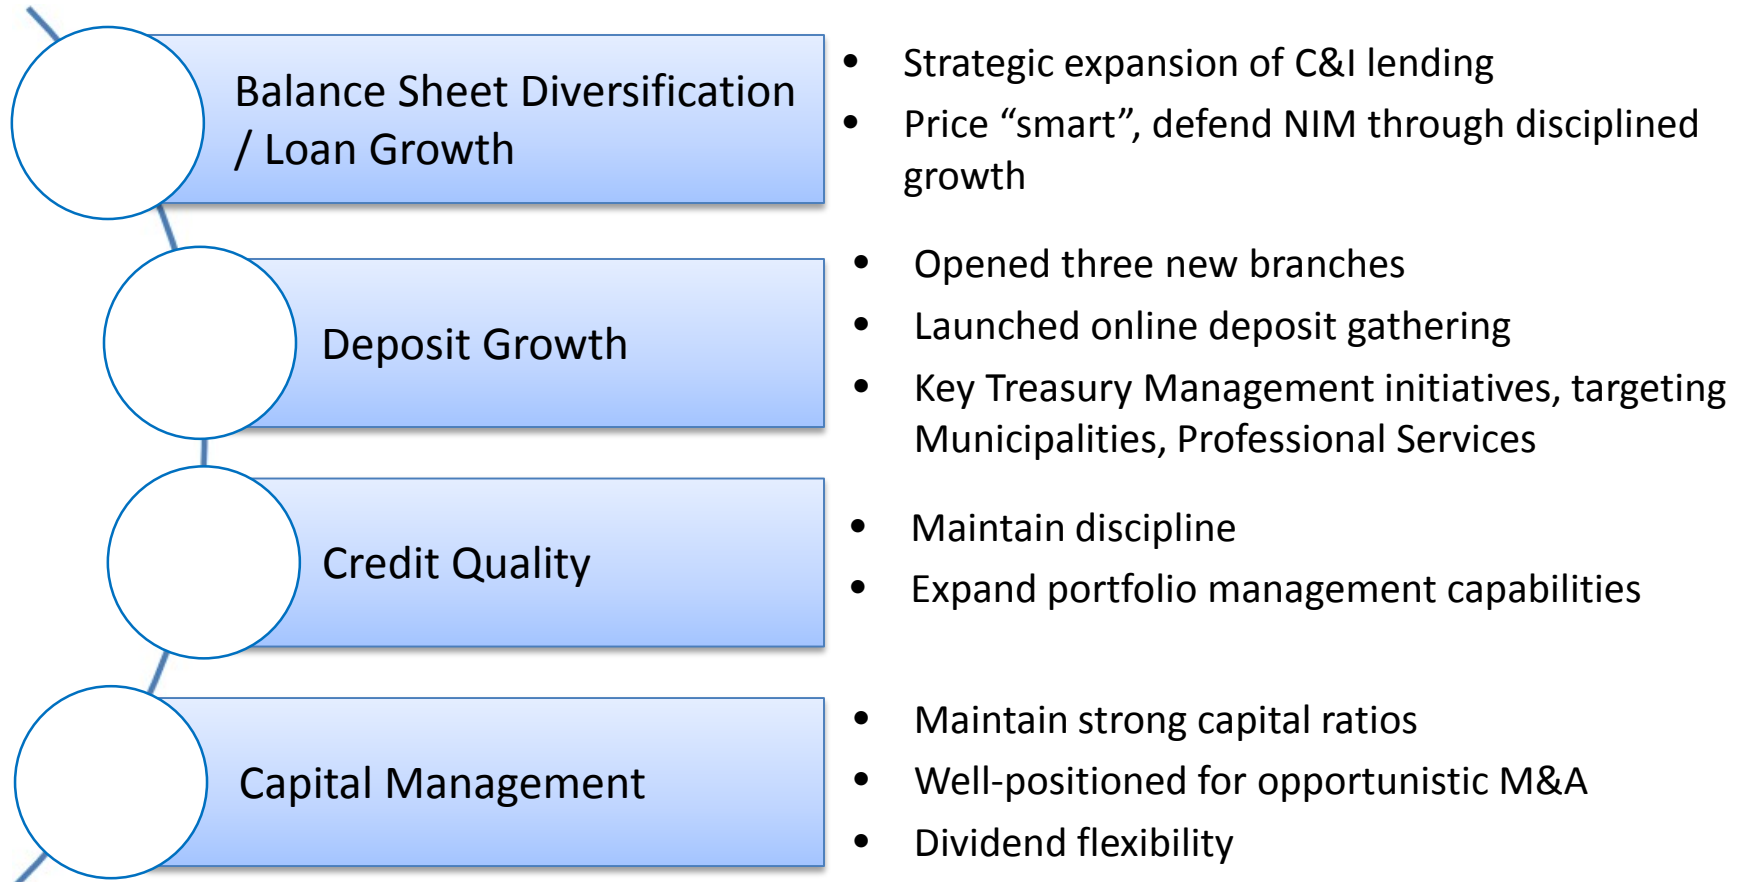 Balance Sheet Diversification
/ Loan Growth
• Strategic expansion of C&I lending
• Price “smart”, defend NIM through disciplined
growth
Deposit Growth
• Opened three new branches
• Launched online deposit gathering
• Key Treasury Management initiatives, targeting
Municipalities, Professional Services
Credit Quality
• Maintain discipline
• Expand portfolio management capabilities
Capital Management
• Maintain strong capital ratios
• Well-positioned for opportunistic M&A
• Dividend flexibility